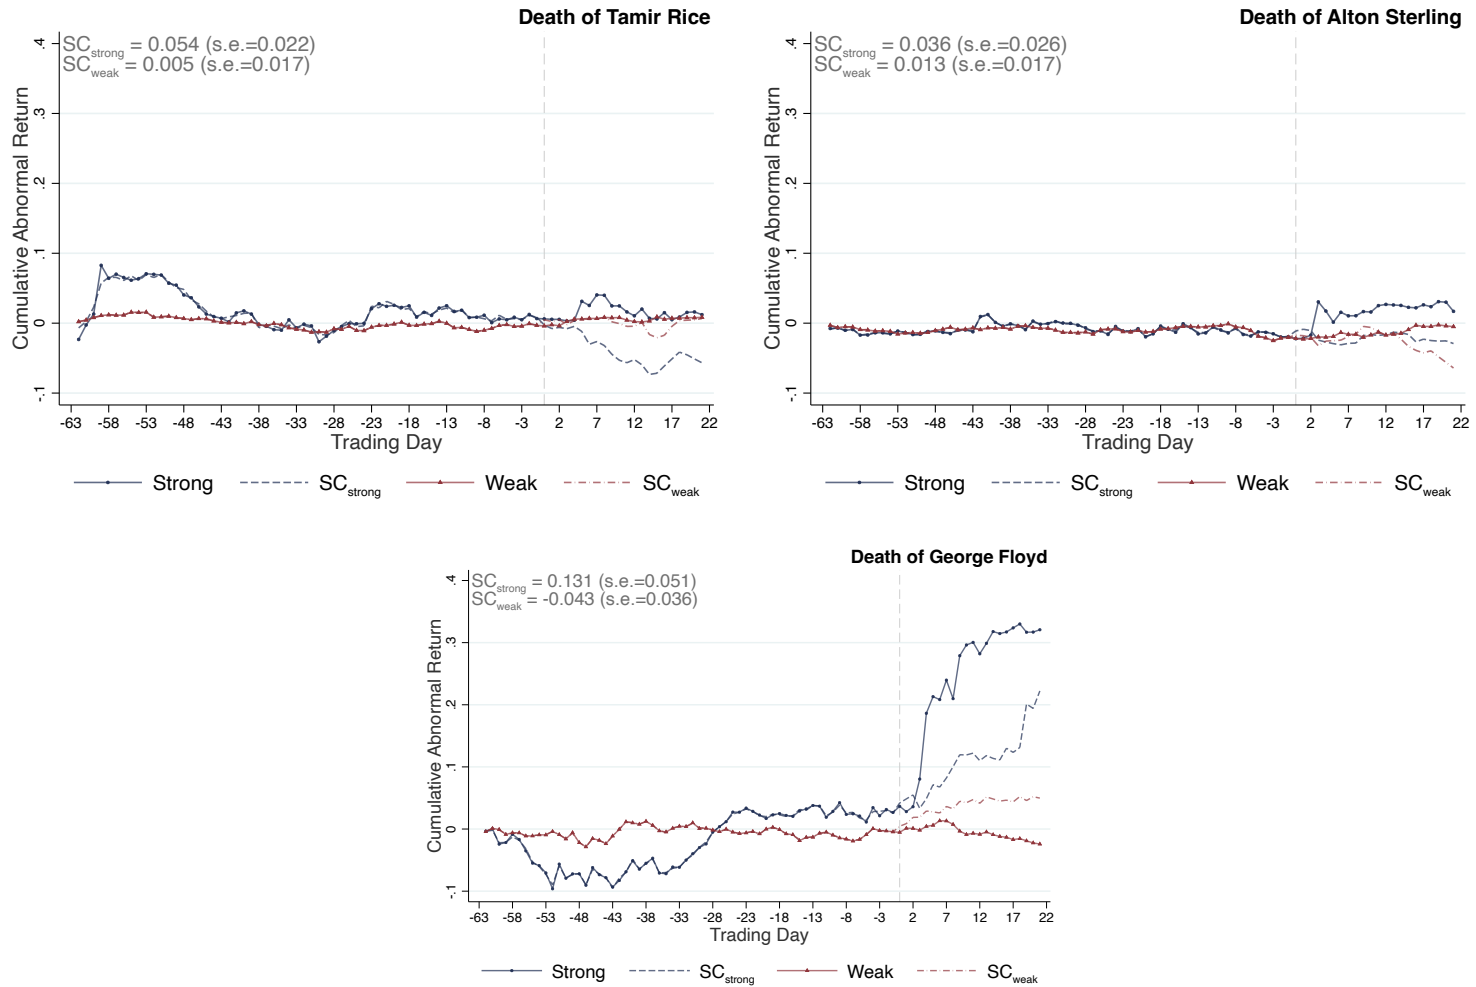 Death of Tamir Rice
SCstrong = 0.054 (s.e.=0.022)
SCweak = 0.005 (s.e.=0.017)
Cumulative Abnormal Return
.4
.3
.2
.1
0
-.1
-63 -58 -53 -48 -43 -38 -33 -28 -23 -18 -13 -8 -3 2 7 12 17 22
Trading Day
Strong SCstrong Weak SCweak
Death of Alton Sterling
SCstrong = 0.036 (s.e.=0.026)
SCweak = 0.013 (s.e.=0.017)
Cumulative Abnormal Return
.4
.3
.2
.1
0
-.1
-63 -58 -53 -48 -43 -38 -33 -28 -23 -18 -13 -8 -3 2 7 12 17 22
Trading Day
Strong SCstrong Weak SCweak
Death of George Floyd
SCstrong = 0.131 (s.e.=0.051)
SCweak = -0.043 (s.e.=0.036)
Cumulative Abnormal Return
.4
.3
.2
.1
0
-.1
-63 -58 -53 -48 -43 -38 -33 -28 -23 -18 -13 -8 -3 2 7 12 17 22
Trading Day
Strong SCstrong Weak SCweak